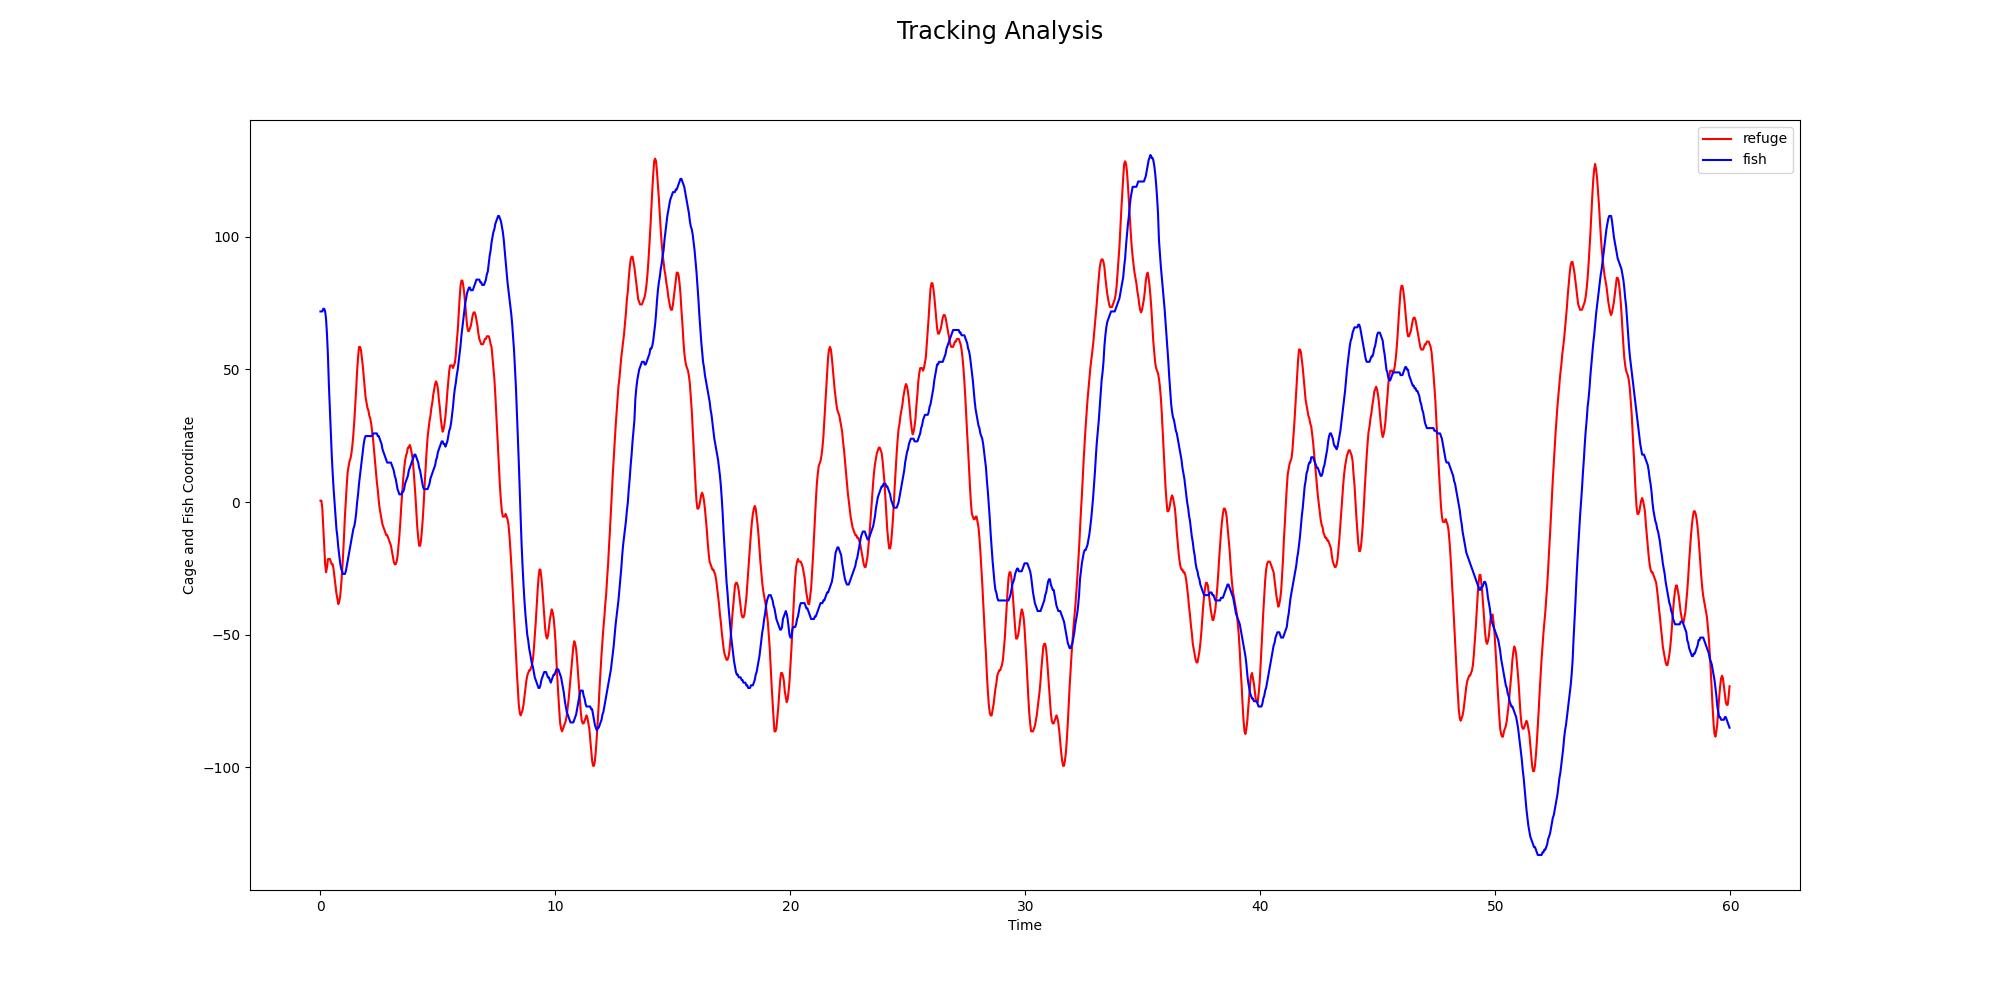 Tracking Analysis
refuge
fish
Cage and Fish Coordinate
100
50
0
−50
−100
0 10 20 30 40 50 60
Time